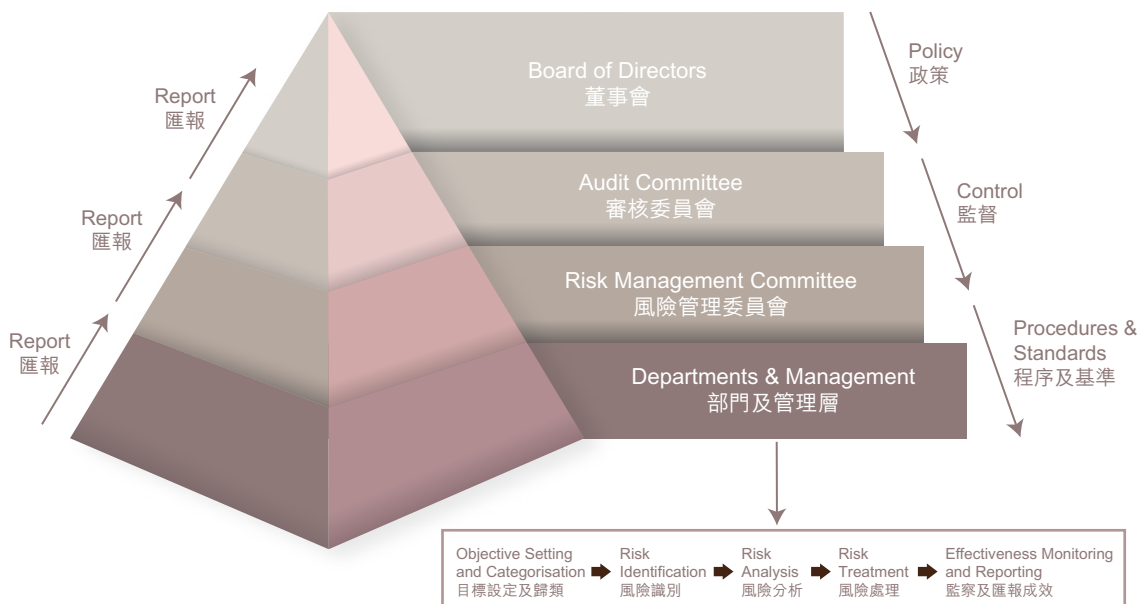 Board of Directors
董事會
Audit Committee
審核委員會
Risk Management Committee
風險管理委員會
Departments & Management
部門及管理層
Report
匯報
Report
匯報
Report
匯報
Policy
政策
Control
監督
Procedures &
Standards
程序及基準
Objective Setting
and Categorisation
目標設定及歸類
Risk
Identification
風險識別
Risk
Analysis
風險分析
Risk
Treatment
風險處理
Effectiveness Monitoring
and Reporting
監察及匯報成效